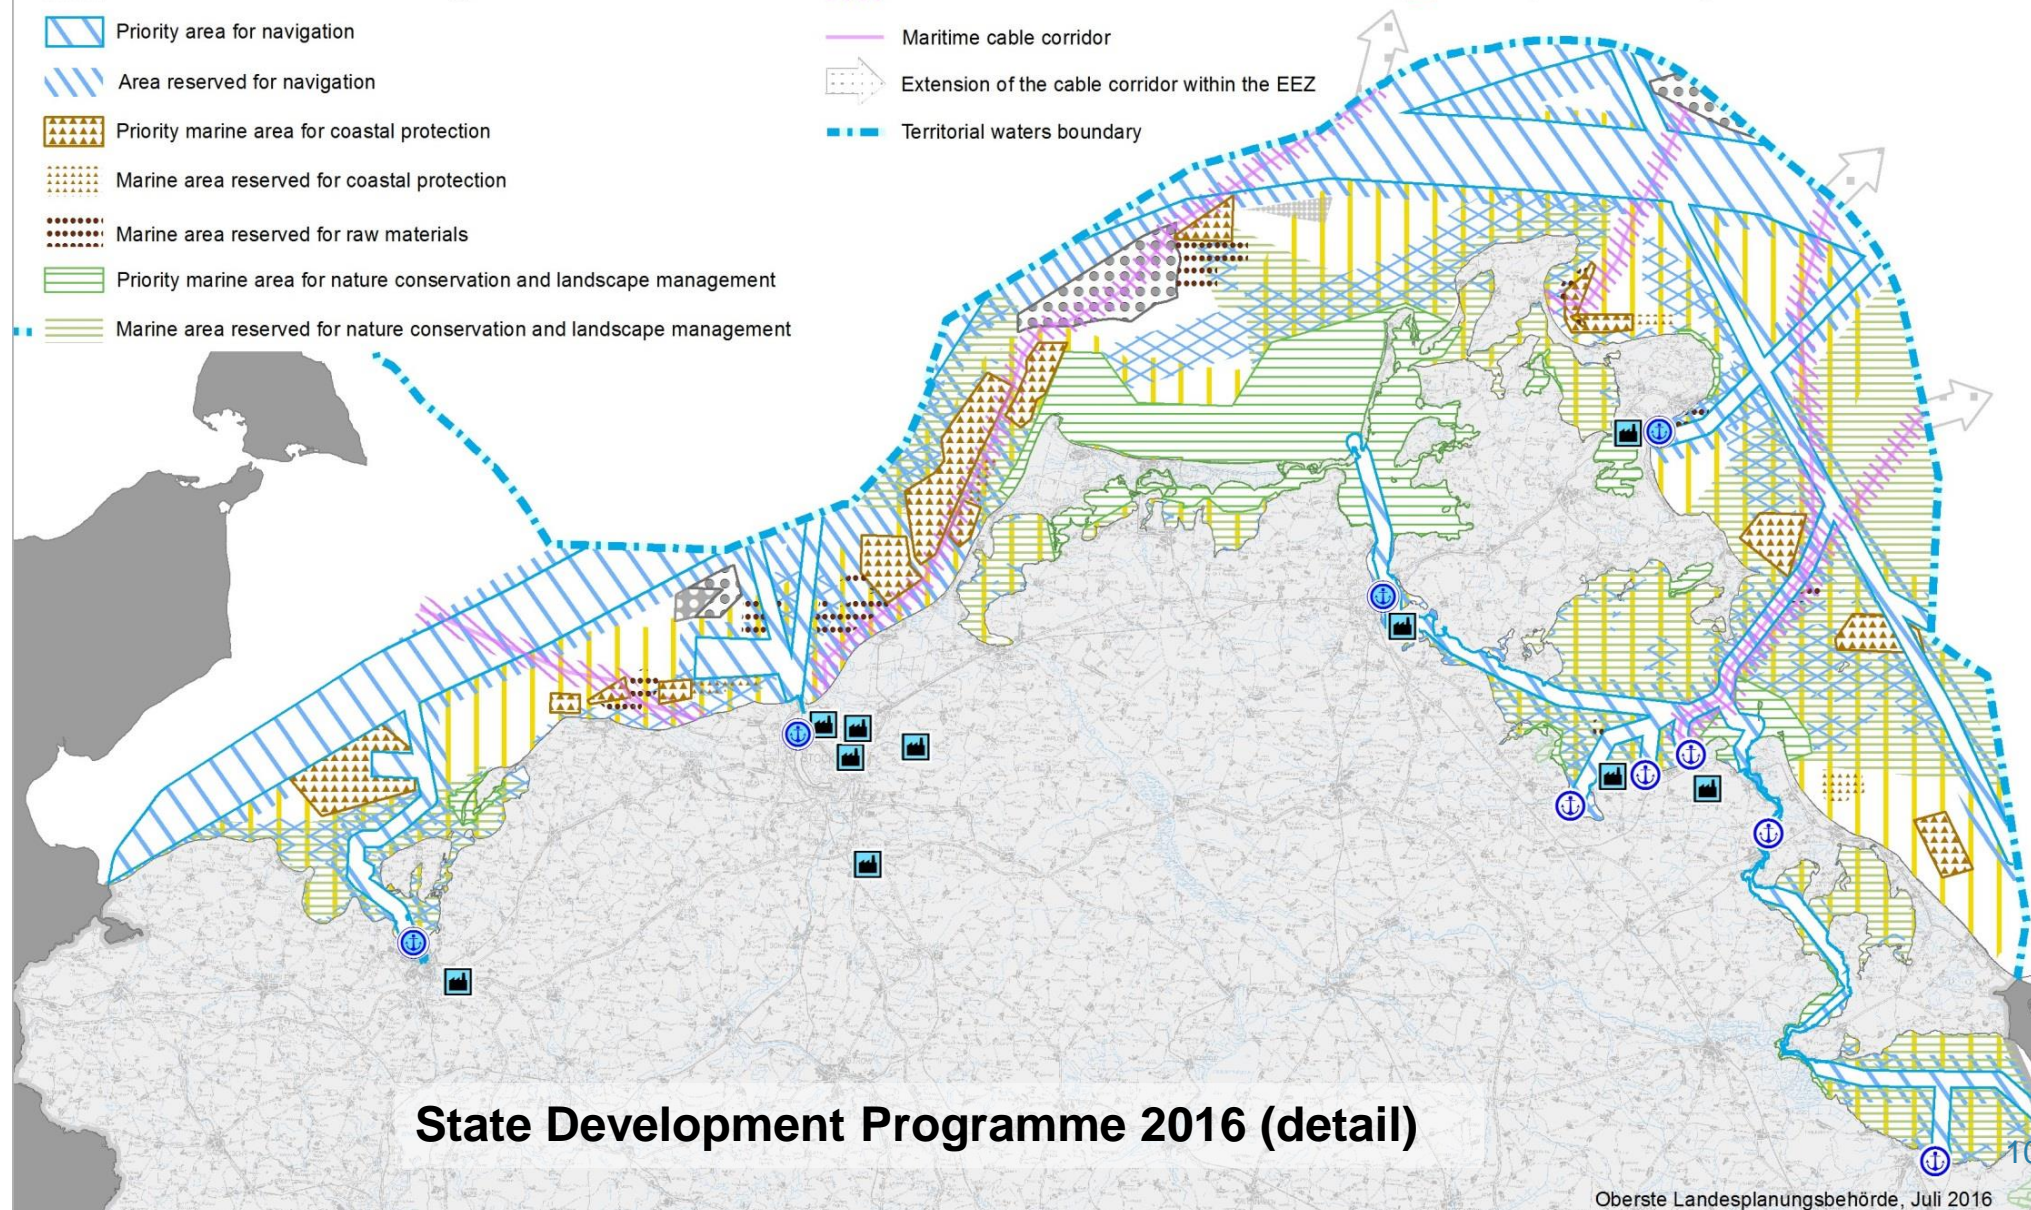 Priority area for navigation
Area reserved for navigation
Priority marine area for coastal protection
Marine area reserved for coastal protection
Marine area reserved for raw materials
Priority marine area for nature conservation and landscape management
Marine area reserved for nature conservation and landscape management
Maritime cable corridor
Extension of the cable corridor within the EEZ
Territorial waters boundary
State Development Programme 2016 (detail)
10
Oberste Landesplanungsbehörde, Juli 2016